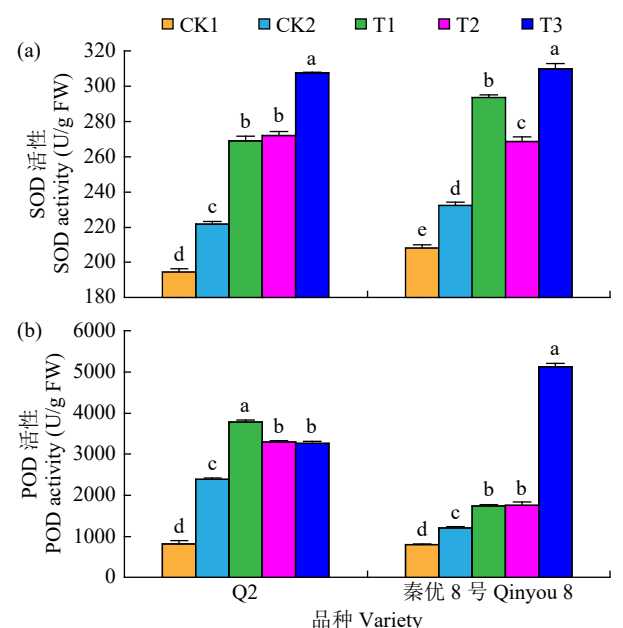 CK1 CK2 T1 T2 T3
(a)
SOD 活性
SOD activity (U/g FW)
320
300
280
260
240
220
200
180
d c b b a
e d b c a
(b)
POD 活性
POD activity (U/g FW)
6000
5000
4000
3000
2000
1000
0
d c a b b
d c b b a
Q2 秦优 8 号 Qinyou 8
品种 Variety